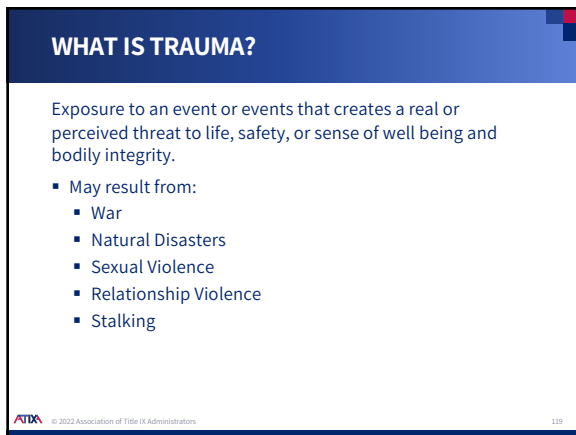 WHAT IS TRAUMA?
Exposure to an event or events that creates a real or
perceived threat to life, safety, or sense of well being and
bodily integrity.
▪ May result from:
▪ War
▪ Natural Disasters
▪ Sexual Violence
▪ Relationship Violence
▪ Stalking
ATIXA © 2022 Association of Title IX Administrators 119